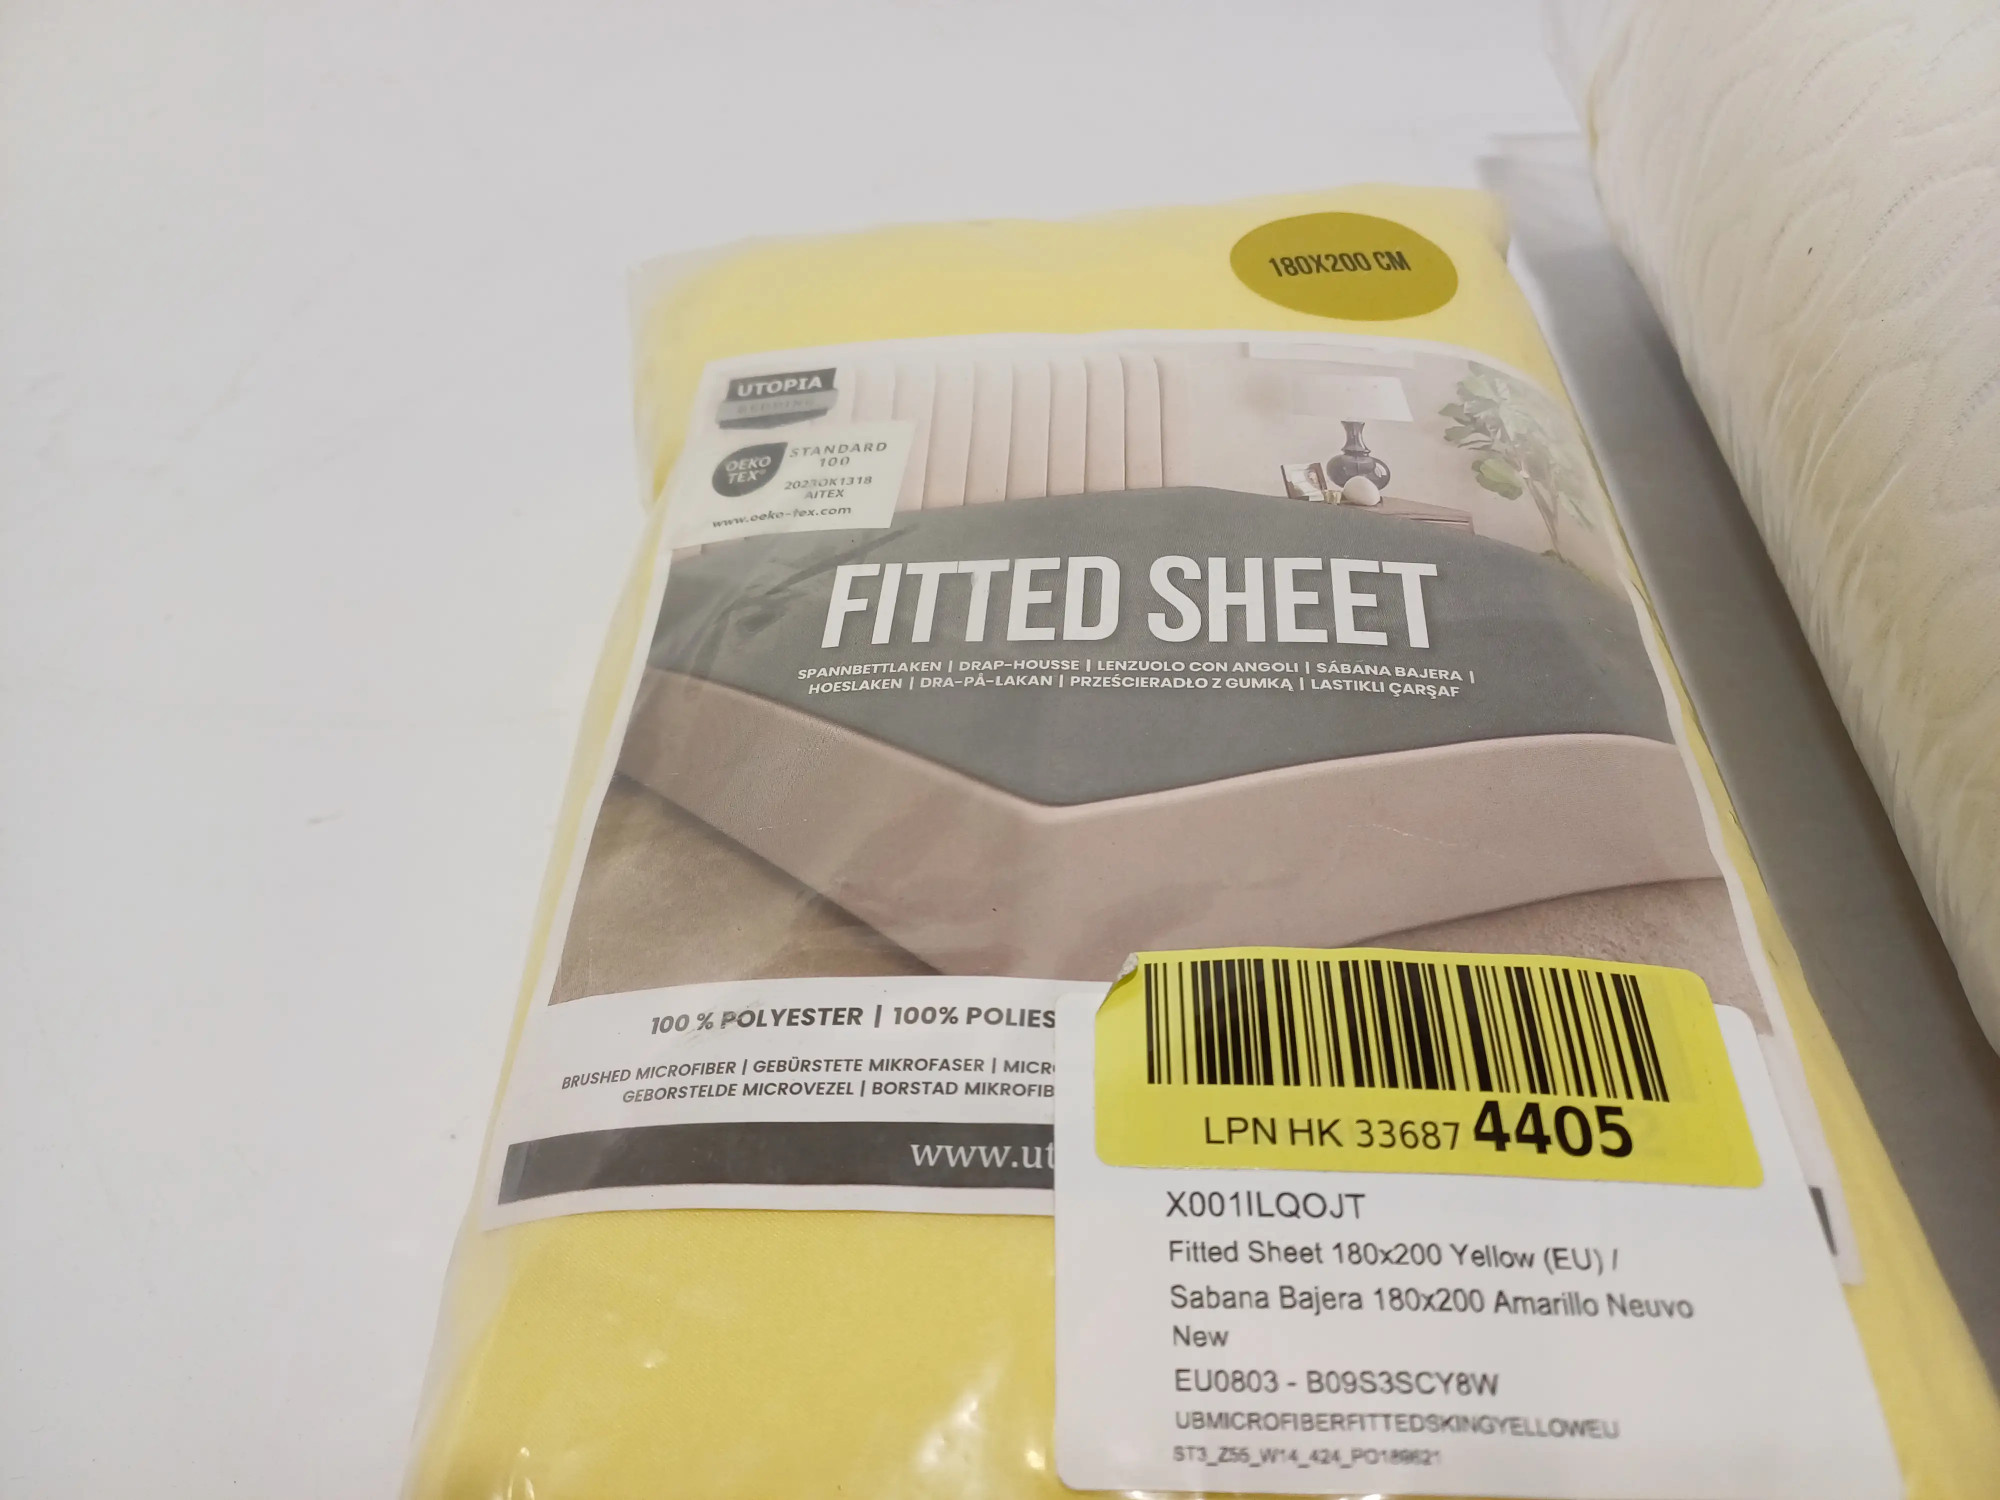 180X200 CM
UTOPIA
BEDDING
OEKO
TEX®
STANDARD
100
2023OK1318
AITEX
www.oeko-tex.com
FITTED SHEET
SPANNBETTLAKEN | DRAP-HOUSSE | LENZUOLO CON ANGOLI | SÁBANA BAJERA |
HOESLAKEN | DRA-PÅ-LAKAN | PRZEŚCIERADŁO Z GUMKĄ | LASTIKLI ÇARŞAF
100 % POLYESTER | 100% POLIES
BRUSHED MICROFIBER | GEBÜRSTETE MIKROFASER | MICR
GEBORSTELDE MICROVEZEL | BORSTAD MIKROFIB
www.ut
LPN HK 33687 4405
X001ILQOJT
Fitted Sheet 180x200 Yellow (EU) /
Sabana Bajera 180x200 Amarillo Neuvo
New
EU0803 - B09S3SCY8W
UBMICROFIBERFITTEDSKINGYELLOWEU
ST3_Z55_W14_424_PO189621